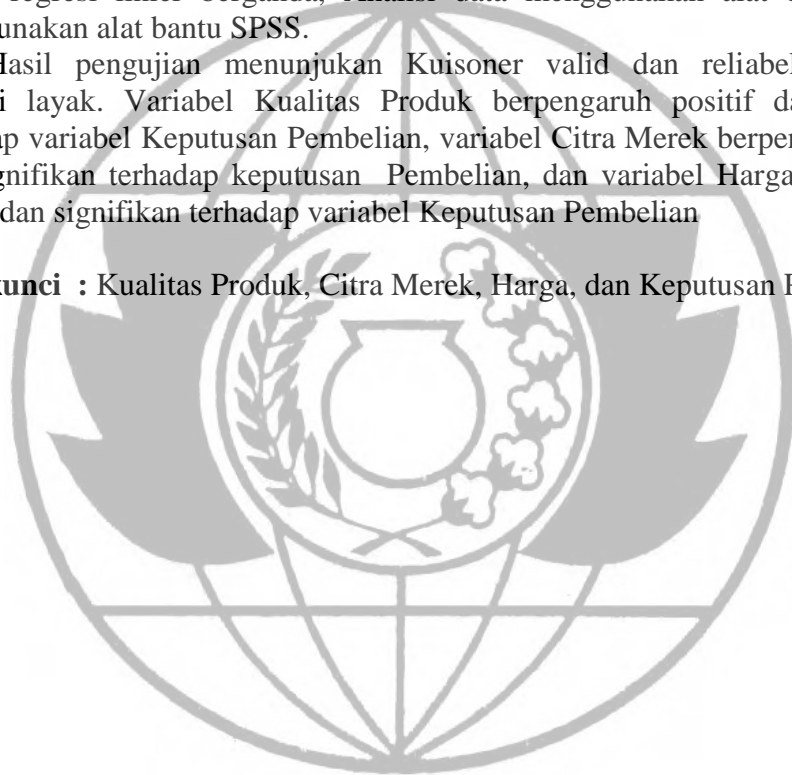 regresi linier berganda, Analisi data menggunakan alat
unakan alat bantu SPSS.
Hasil pengujian menunjukan Kuisoner valid dan reliabel
i layak. Variabel Kualitas Produk berpengaruh positif da
ap variabel Keputusan Pembelian, variabel Citra Merek berpen
gnifikan terhadap keputusan Pembelian, dan variabel Harga
dan signifikan terhadap variabel Keputusan Pembelian
kunci : Kualitas Produk, Citra Merek, Harga, dan Keputusan P